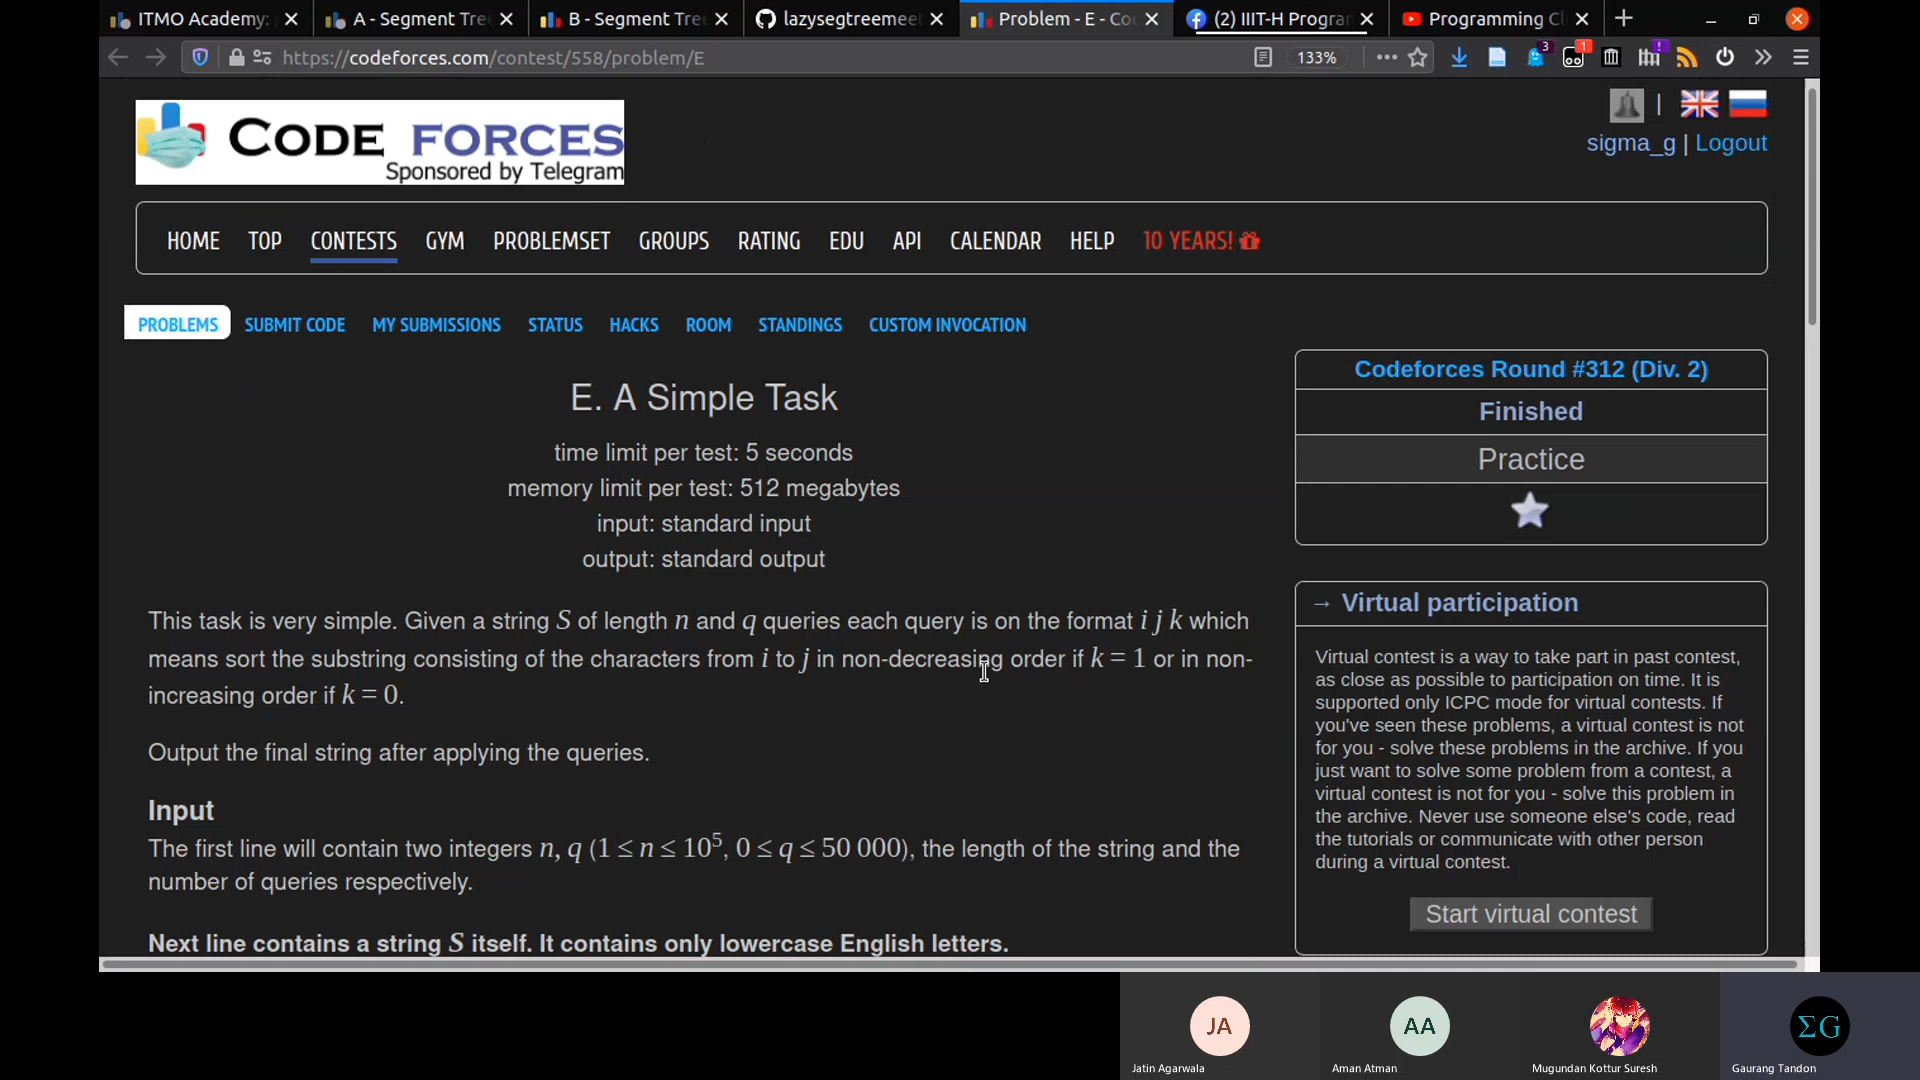 ITMO Academy:
A - Segment Tre
B - Segment Tre
lazysegtreemee
Problem - E - Co
(2) IIIT-H Progra
Programming Cl
https://codeforces.com/contest/558/problem/E
133%
3
1
!
CODE FORCES
Sponsored by Telegram
|
sigma_g | Logout
HOME TOP CONTESTS GYM PROBLEMSET GROUPS RATING EDU API CALENDAR HELP 10 YEARS!
PROBLEMS SUBMIT CODE MY SUBMISSIONS STATUS HACKS ROOM STANDINGS CUSTOM INVOCATION
E. A Simple Task
time limit per test: 5 seconds
memory limit per test: 512 megabytes
input: standard input
output: standard output
This task is very simple. Given a string S of length n and q queries each query is on the format i j k which
means sort the substring consisting of the characters from i to j in non-decreasing order if k = 1 or in non-
increasing order if k = 0.
Output the final string after applying the queries.
Input
The first line will contain two integers n, q (1 ≤ n ≤ 10⁵, 0 ≤ q ≤ 50 000), the length of the string and the
number of queries respectively.
Next line contains a string S itself. It contains only lowercase English letters.
Codeforces Round #312 (Div. 2)
Finished
Practice
→ Virtual participation
Virtual contest is a way to take part in past contest,
as close as possible to participation on time. It is
supported only ICPC mode for virtual contests. If
you've seen these problems, a virtual contest is not
for you - solve these problems in the archive. If you
just want to solve some problem from a contest, a
virtual contest is not for you - solve this problem in
the archive. Never use someone else's code, read
the tutorials or communicate with other person
during a virtual contest.
Start virtual contest
JA
AA
ΣG
Jatin Agarwala
Aman Atman
Mugundan Kottur Suresh
Gaurang Tandon